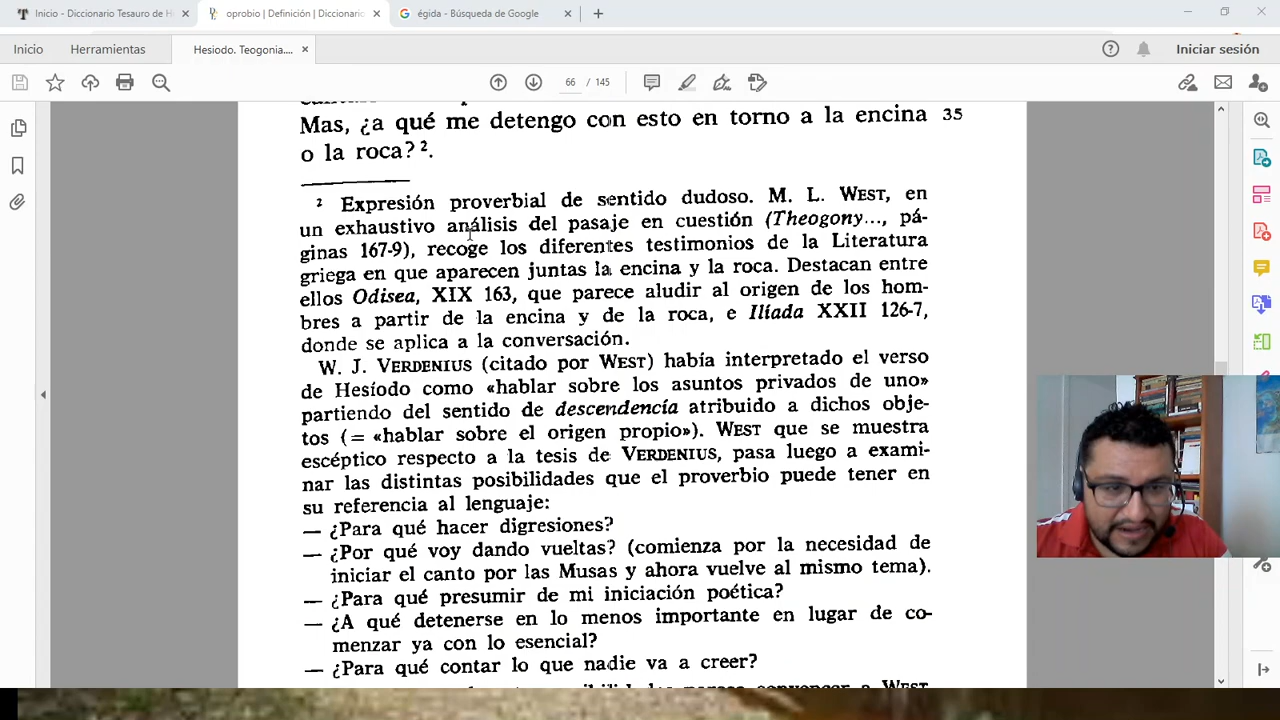 Inicio - Diccionario Tesauro de H
oprobio | Definición | Diccionario
égida - Búsqueda de Google
Inicio
Herramientas
Hesiodo. Teogonia....
Iniciar sesión
66 / 145
Mas, ¿a qué me detengo con esto en torno a la encina 35
o la roca? ².
² Expresión proverbial de sentido dudoso. M. L. WEST, en
un exhaustivo análisis del pasaje en cuestión (Theogony..., pá-
ginas 167-9), recoge los diferentes testimonios de la Literatura
griega en que aparecen juntas la encina y la roca. Destacan entre
ellos Odisea, XIX 163, que parece aludir al origen de los hom-
bres a partir de la encina y de la roca, e Ilíada XXII 126-7,
donde se aplica a la conversación.
W. J. VERDENIUS (citado por WEST) había interpretado el verso
de Hesíodo como «hablar sobre los asuntos privados de uno»
partiendo del sentido de descendencia atribuido a dichos obje-
tos (= «hablar sobre el origen propio»). WEST que se muestra
escéptico respecto a la tesis de VERDENIUS, pasa luego a exami-
nar las distintas posibilidades que el proverbio puede tener en
su referencia al lenguaje:
— ¿Para qué hacer digresiones?
— ¿Por qué voy dando vueltas? (comienza por la necesidad de
iniciar el canto por las Musas y ahora vuelve al mismo tema).
— ¿Para qué presumir de mi iniciación poética?
— ¿A qué detenerse en lo menos importante en lugar de co-
menzar ya con lo esencial?
— ¿Para qué contar lo que nadie va a creer?